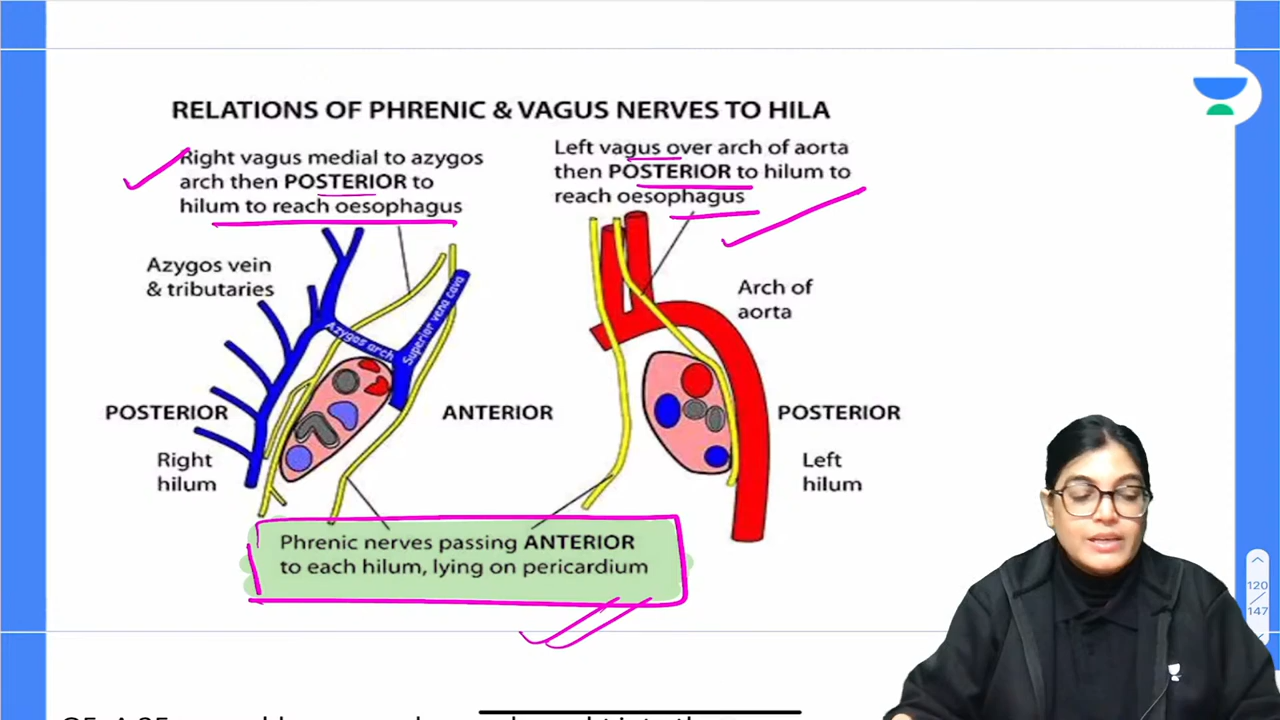 RELATIONS OF PHRENIC & VAGUS NERVES TO HILA
Right vagus medial to azygos
arch then POSTERIOR to
hilum to reach oesophagus
Left vagus over arch of aorta
then POSTERIOR to hilum to
reach oesophagus
Azygos vein
& tributaries
Azygos arch
Superior vena cava
Arch of
aorta
POSTERIOR
ANTERIOR
POSTERIOR
Right
hilum
Left
hilum
Phrenic nerves passing ANTERIOR
to each hilum, lying on pericardium
120
147